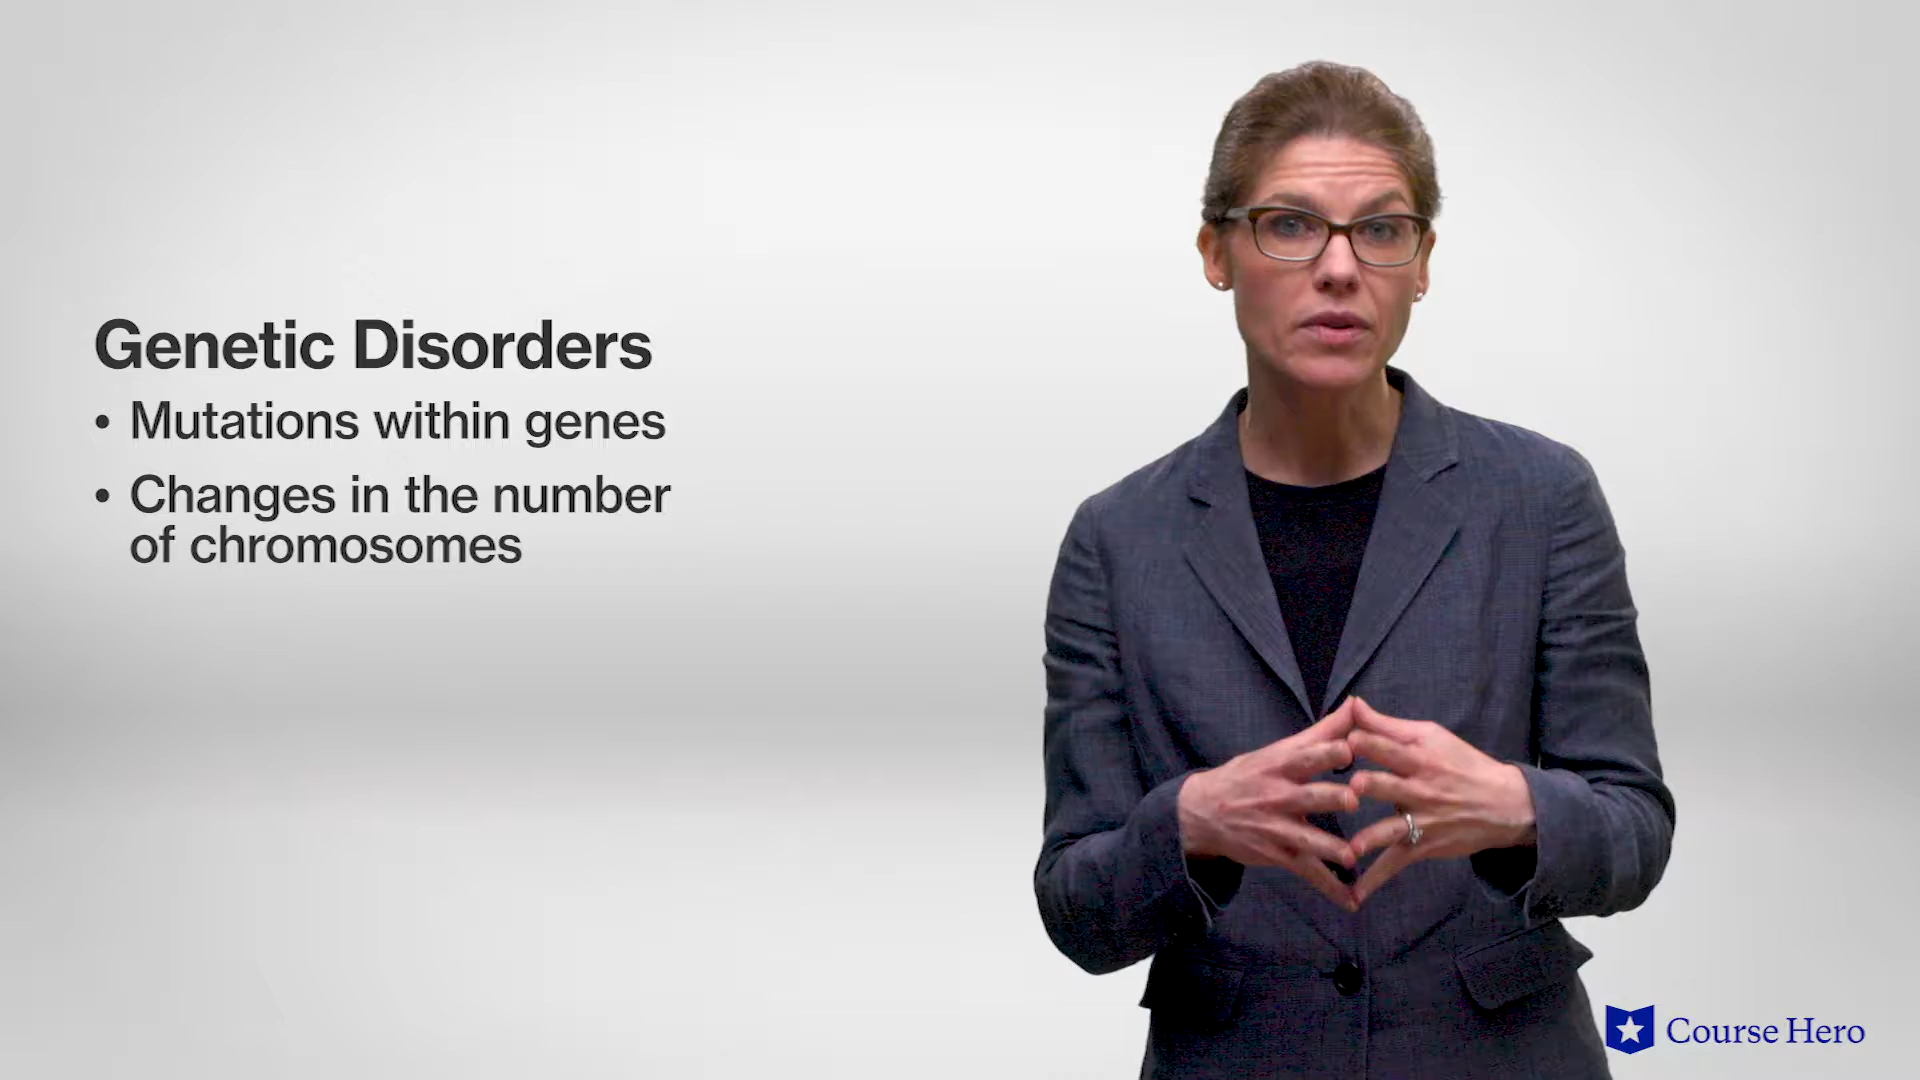 Genetic Disorders
• Mutations within genes
• Changes in the number
of chromosomes
Course Hero